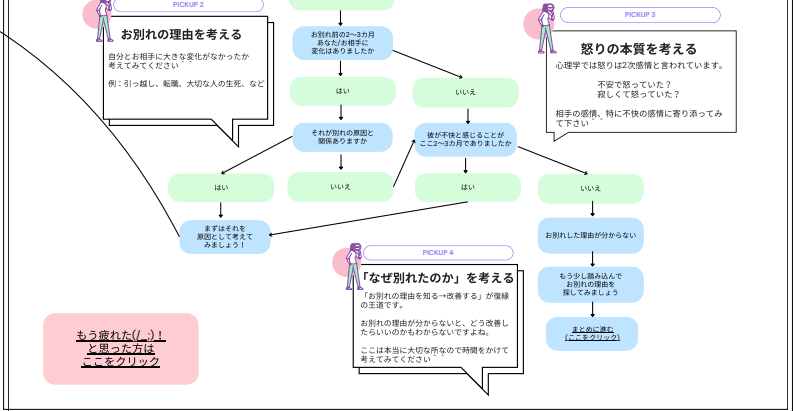 PICKUP 2
お別れの理由を考える
自分とお相手に大きな変化がなかったか
考えてみてください
例：引っ越し、転職、大切な人の生死、など
お別れ前の2〜3カ月
あなた/お相手に
変化はありましたか
はい
いいえ
それが別れの原因と
関係ありますか
彼が不快と感じることが
ここ2〜3カ月でありましたか
はい
いいえ
はい
いいえ
まずはそれを
原因として考えて
みましょう！
お別れした理由が分からない
もう少し踏み込んで
お別れの理由を
探してみましょう
まとめに進む
(ここをクリック)
PICKUP 3
怒りの本質を考える
心理学では怒りは2次感情と言われています。
不安で怒っていた？
寂しくて怒っていた？
相手の感情、特に不快の感情に寄り添ってみ
て下さい＾＾
PICKUP 4
「なぜ別れたのか」を考える
「お別れの理由を知る→改善する」が復縁
の王道です。
お別れの理由が分からないと、どう改善し
たらいいのかもわからないですよね。
ここは本当に大切な所なので時間をかけて
考えてみてください＾＾
もう疲れた(/_;)！
と思った方は
ここをクリック